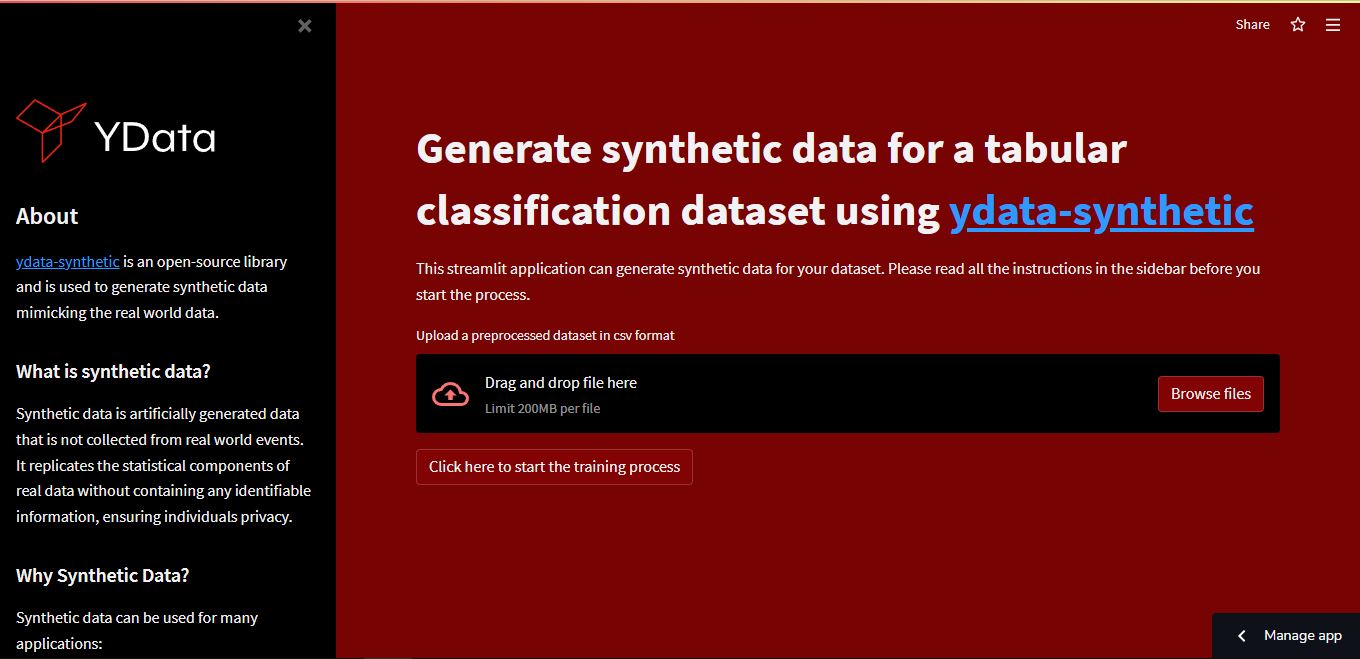 YData
About
ydata-synthetic is an open-source library
and is used to generate synthetic data
mimicking the real world data.
What is synthetic data?
Synthetic data is artificially generated data
that is not collected from real world events.
It replicates the statistical components of
real data without containing any identifiable
information, ensuring individuals privacy.
Why Synthetic Data?
Synthetic data can be used for many
applications:
Share
Generate synthetic data for a tabular
classification dataset using ydata-synthetic
This streamlit application can generate synthetic data for your dataset. Please read all the instructions in the sidebar before you
start the process.
Upload a preprocessed dataset in csv format
Drag and drop file here
Limit 200MB per file
Browse files
Click here to start the training process
Manage app